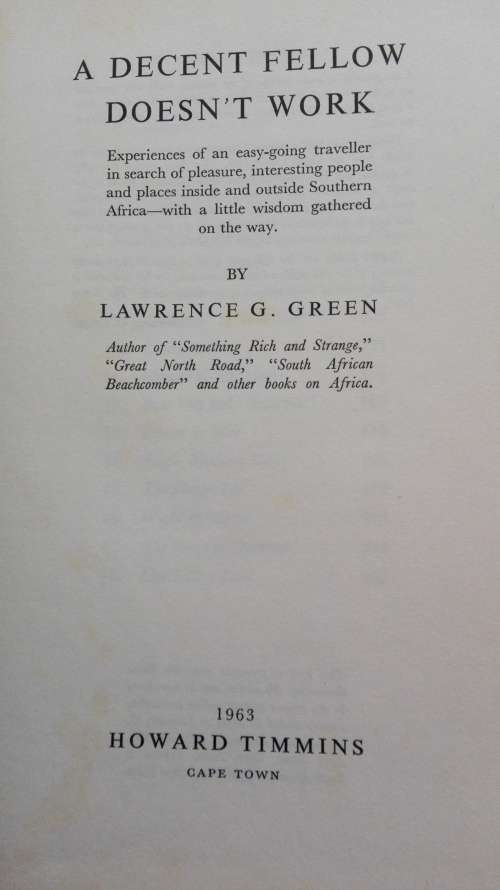 A DECENT FELLOW
DOESN'T WORK
Experiences of an easy-going traveller
in search of pleasure, interesting people
and places inside and outside Southern
Africa—with a little wisdom gathered
on the way.
BY
LAWRENCE G. GREEN
Author of "Something Rich and Strange,"
"Great North Road," "South African
Beachcomber" and other books on Africa.
1963
HOWARD TIMMINS
CAPE TOWN